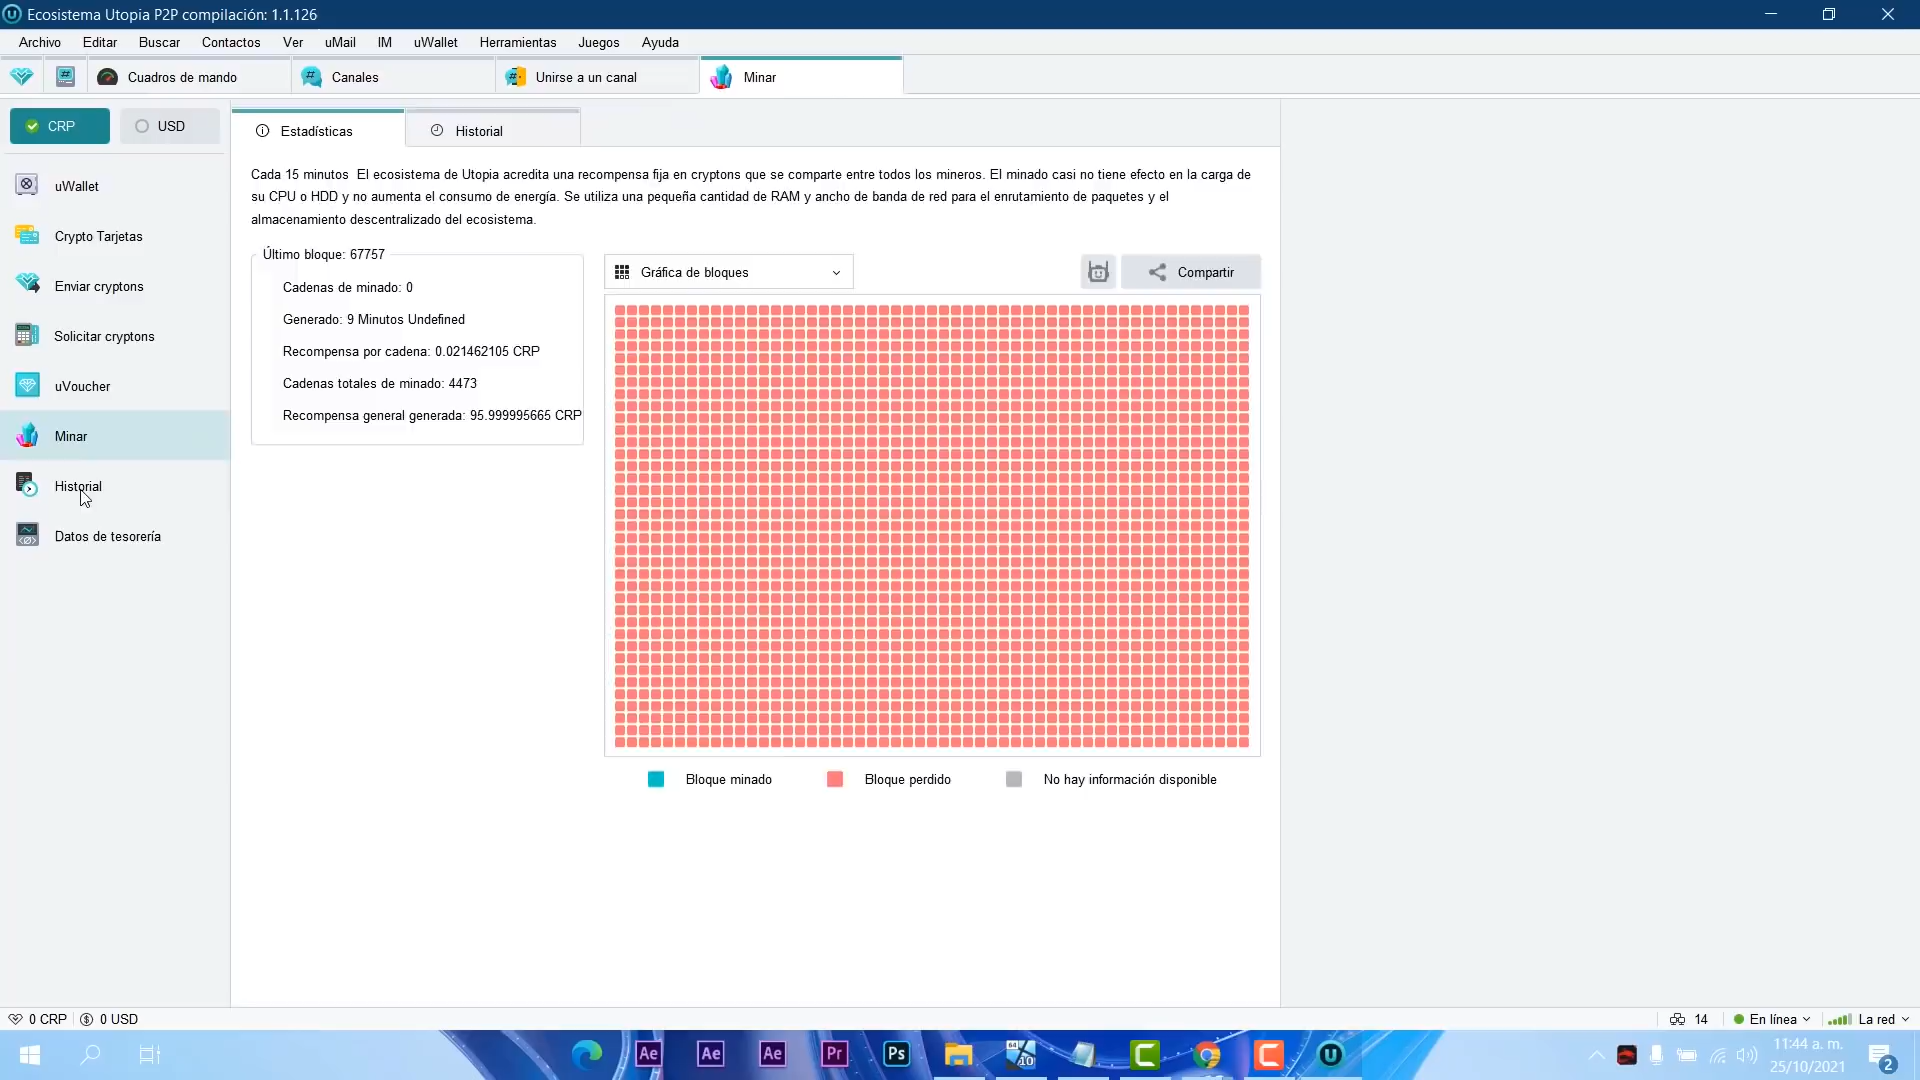 Ecosistema Utopia P2P compilación: 1.1.126
Archivo Editar Buscar Contactos Ver uMail IM uWallet Herramientas Juegos Ayuda
Cuadros de mando Canales Unirse a un canal Minar
CRP USD
Estadísticas Historial
uWallet
Crypto Tarjetas
Enviar cryptons
Solicitar cryptons
uVoucher
Minar
Historial
Datos de tesorería
Cada 15 minutos El ecosistema de Utopia acredita una recompensa fija en cryptons que se comparte entre todos los mineros. El minado casi no tiene efecto en la carga de
su CPU o HDD y no aumenta el consumo de energía. Se utiliza una pequeña cantidad de RAM y ancho de banda de red para el enrutamiento de paquetes y el
almacenamiento descentralizado del ecosistema.
Último bloque: 67757
Cadenas de minado: 0
Generado: 9 Minutos Undefined
Recompensa por cadena: 0.021462105 CRP
Cadenas totales de minado: 4473
Recompensa general generada: 95.999995665 CRP
Gráfica de bloques
Compartir
Bloque minado Bloque perdido No hay información disponible
0 CRP 0 USD
14 En línea La red
Ae Ae Ae Pr Ps 64 10 C C U
11:44 a. m.
25/10/2021
2